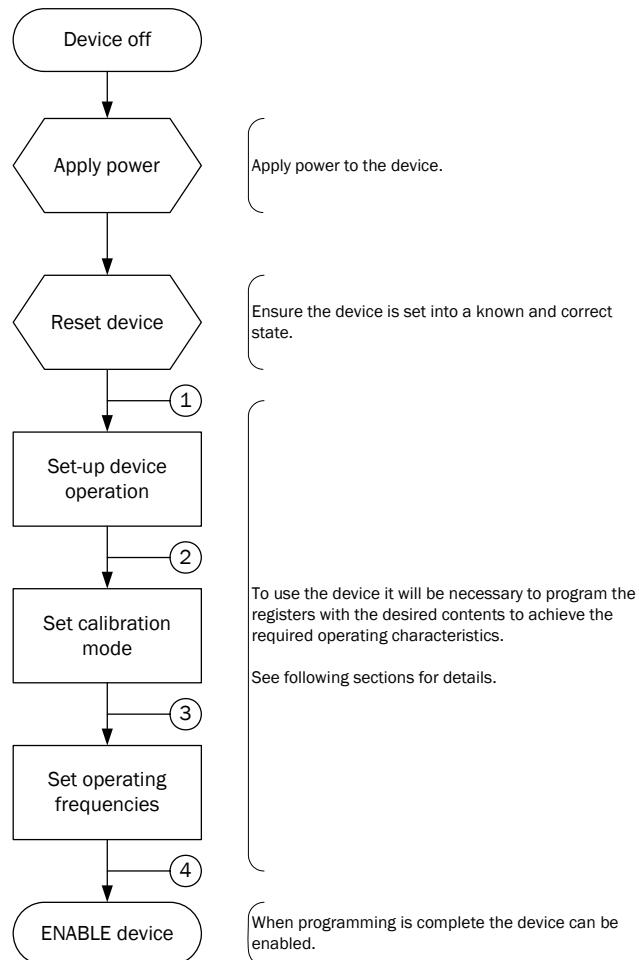 Device off
Apply power
Apply power to the device.
Reset device
Ensure the device is set into a known and correct
state.
1
Set-up device
operation
2
Set calibration
mode
To use the device it will be necessary to program the
registers with the desired contents to achieve the
required operating characteristics.
See following sections for details.
3
Set operating
frequencies
4
ENABLE device
When programming is complete the device can be
enabled.